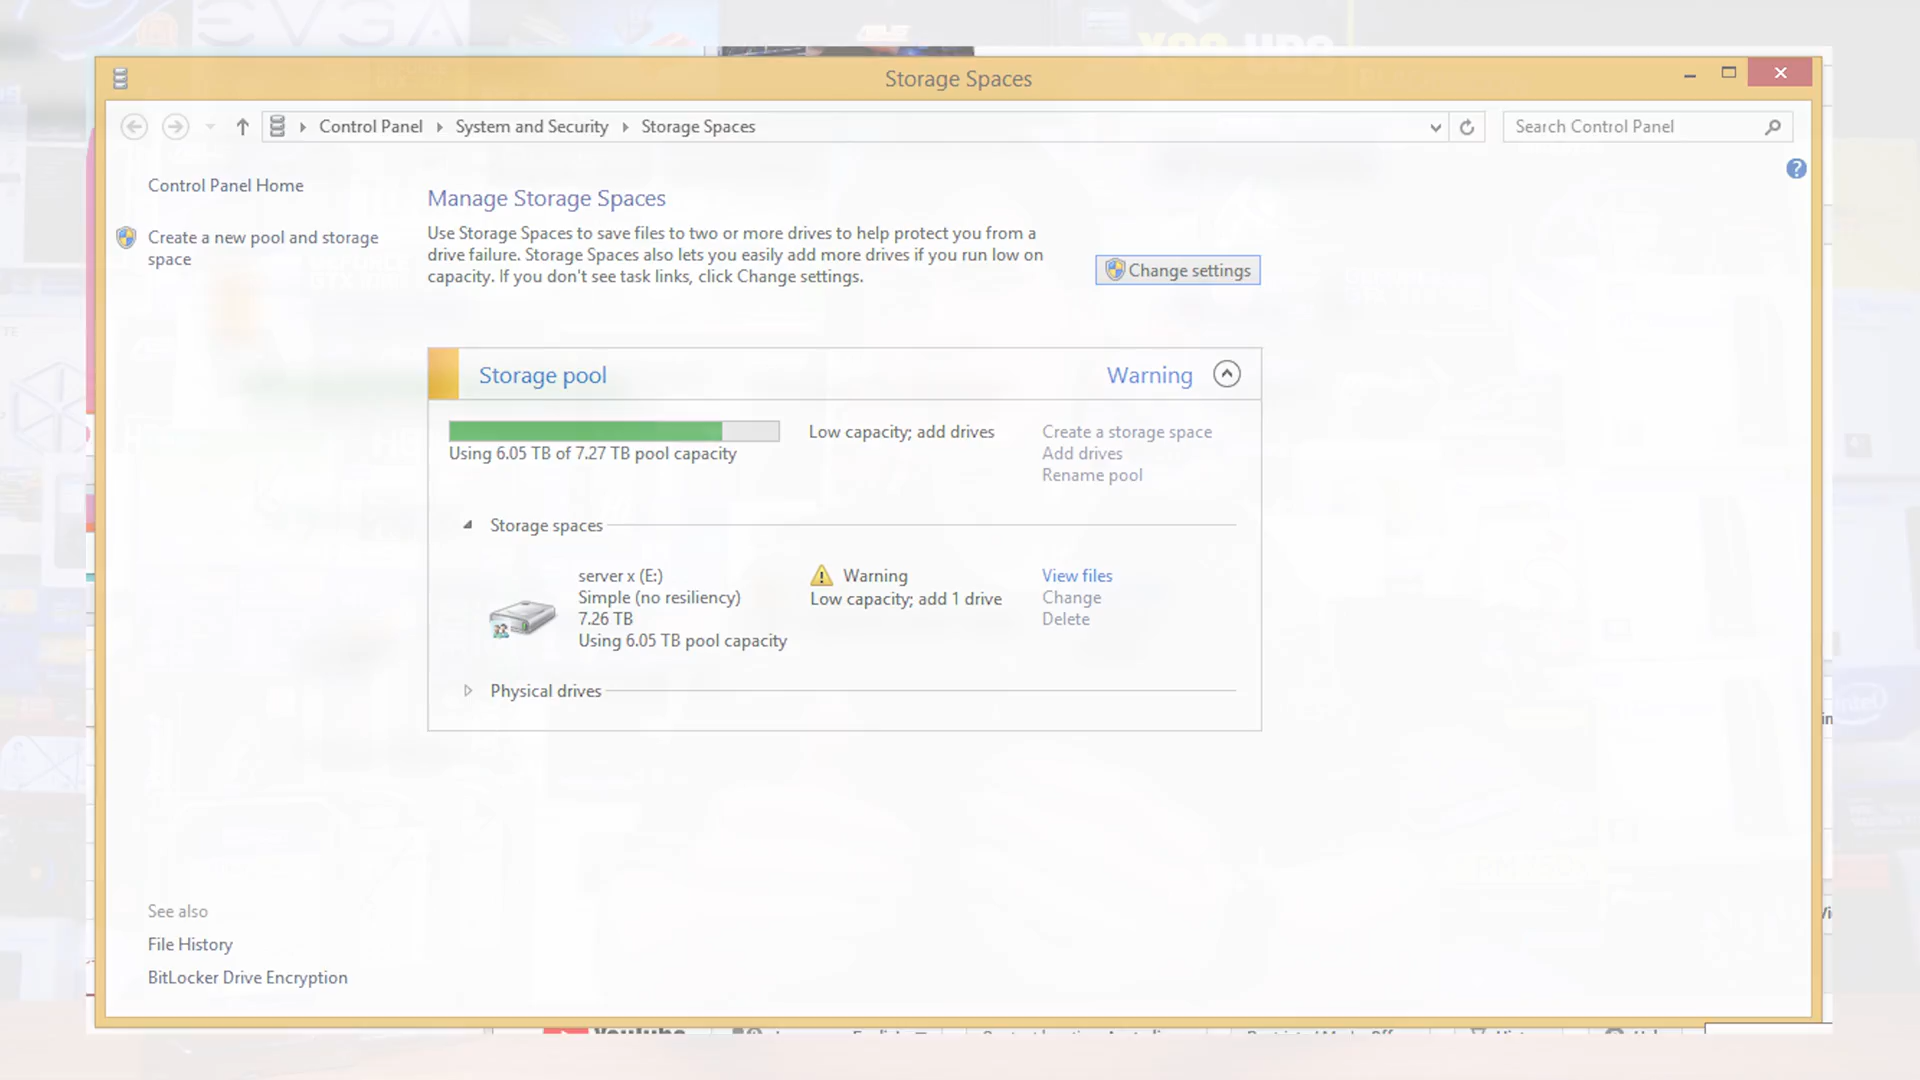 EVGA
Storage Spaces
Control Panel
System and Security
Storage Spaces
Search Control Panel
Control Panel Home
Create a new pool and storage
space
Manage Storage Spaces
Use Storage Spaces to save files to two or more drives to help protect you from a
drive failure. Storage Spaces also lets you easily add more drives if you run low on
capacity. If you don't see task links, click Change settings.
Change settings
Storage pool
Warning
Using 6.05 TB of 7.27 TB pool capacity
Low capacity; add drives
Create a storage space
Add drives
Rename pool
Storage spaces
server x (E:)
Simple (no resiliency)
7.26 TB
Using 6.05 TB pool capacity
Warning
Low capacity; add 1 drive
View files
Change
Delete
Physical drives
See also
File History
BitLocker Drive Encryption